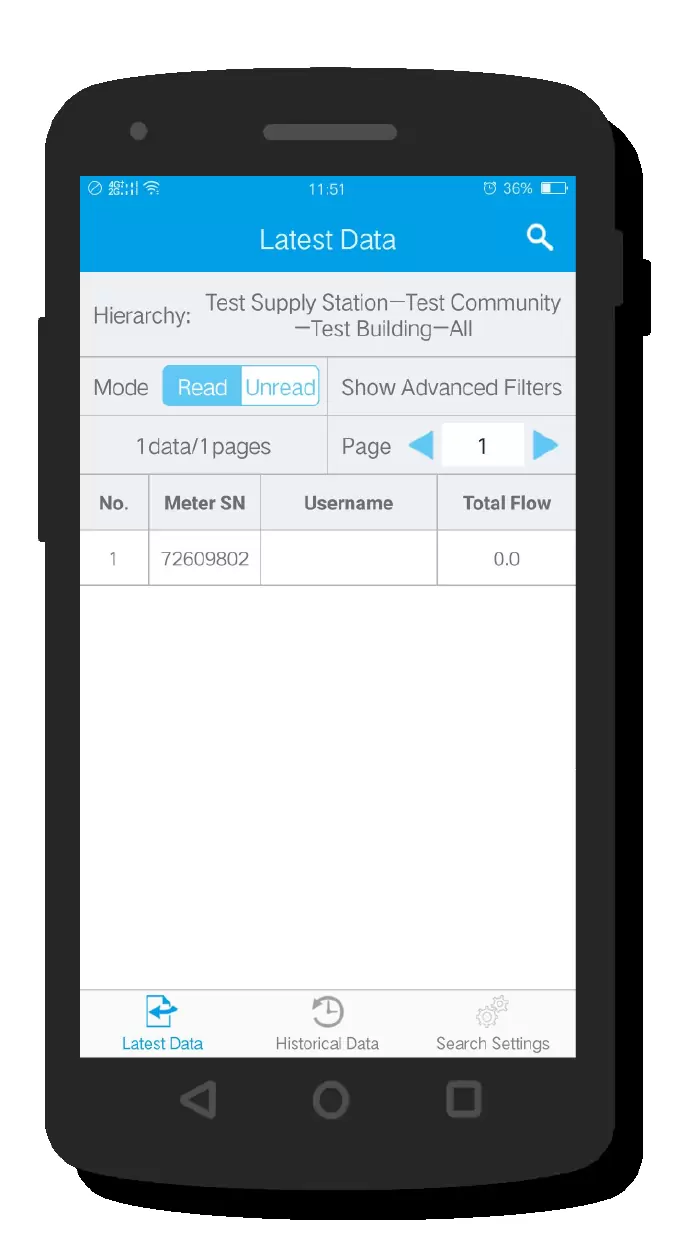 11:51 36%
Latest Data
Hierarchy: Test Supply Station—Test Community
—Test Building—All
Mode Read Unread Show Advanced Filters
1data/1pages Page 1
No. Meter SN Username Total Flow
1 72609802 0.0
Latest Data Historical Data Search Settings